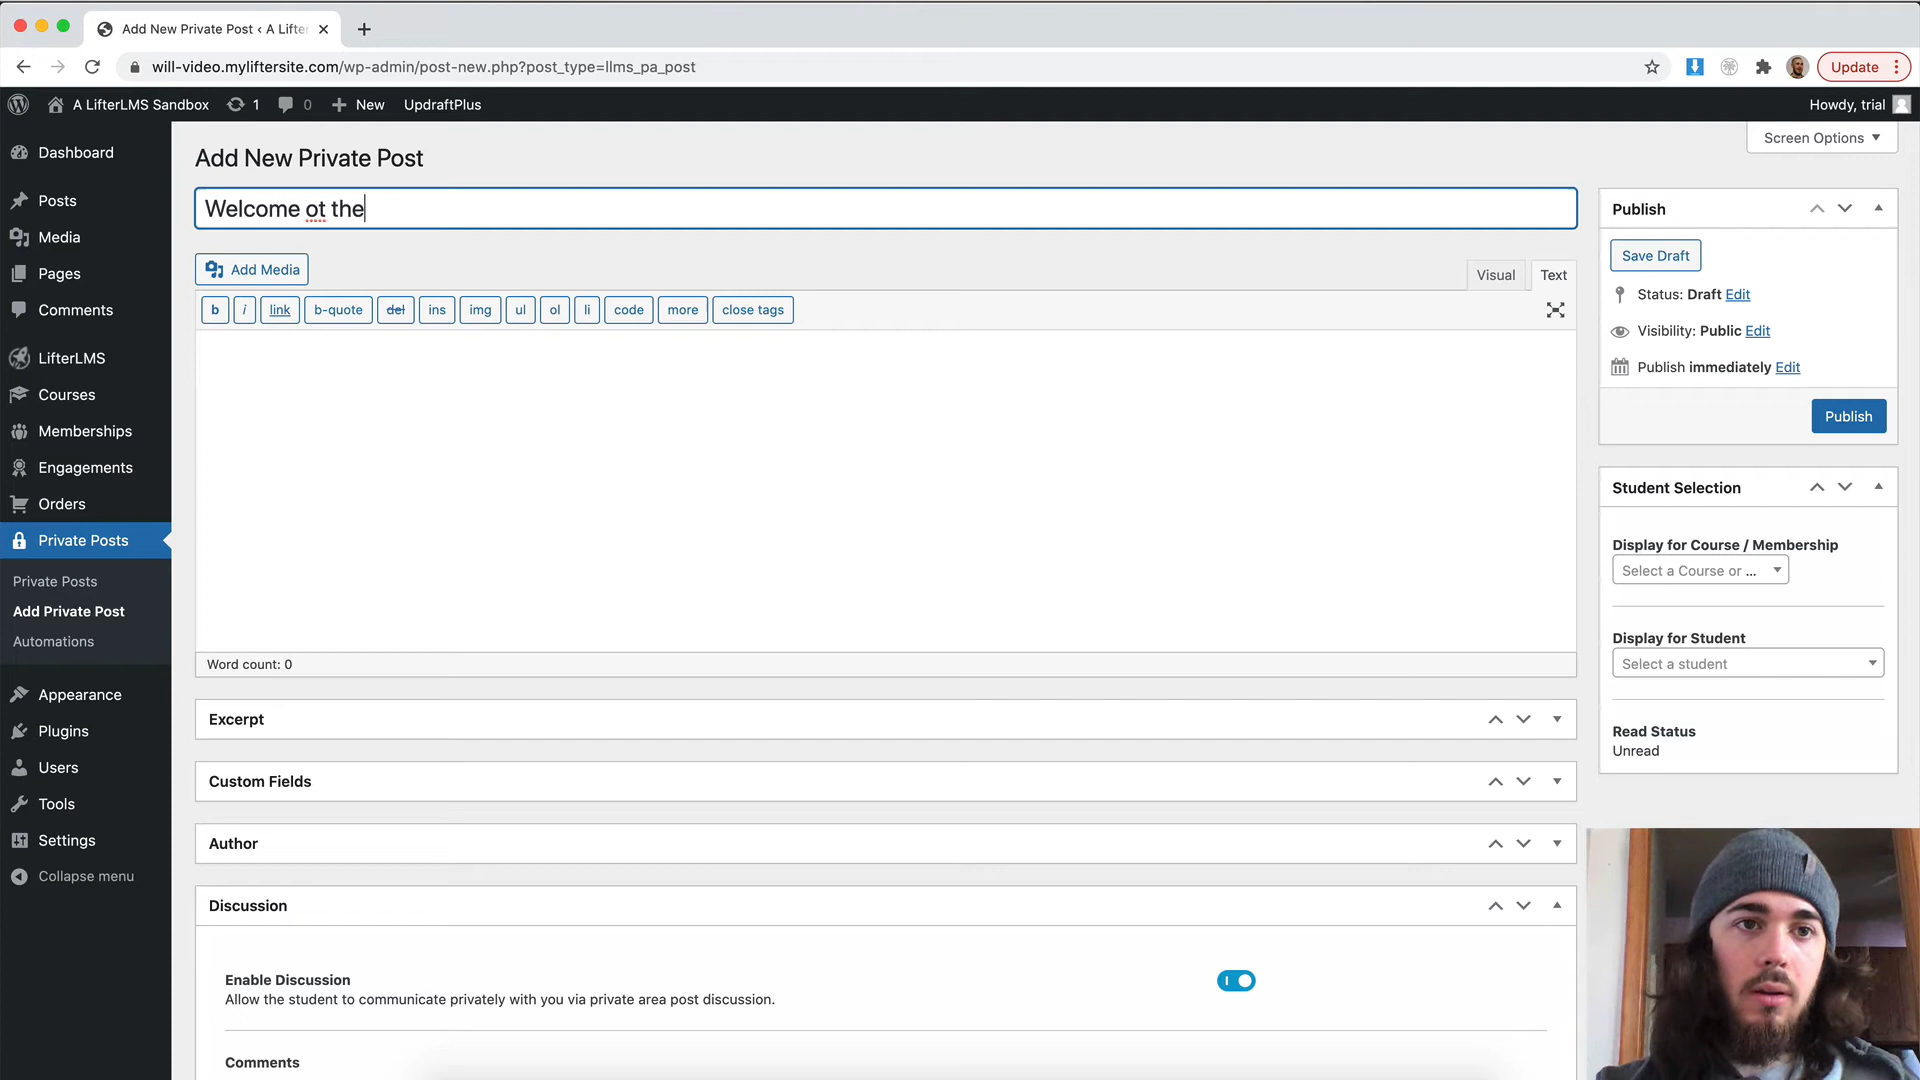 Add New Private Post ‹ A Lifte
will-video.myliftersite.com/wp-admin/post-new.php?post_type=llms_pa_post
Update
A LifterLMS Sandbox
1
0
New
UpdraftPlus
Howdy, trial
Screen Options
Dashboard
Posts
Media
Pages
Comments
LifterLMS
Courses
Memberships
Engagements
Orders
Private Posts
Private Posts
Add Private Post
Automations
Appearance
Plugins
Users
Tools
Settings
Collapse menu
Add New Private Post
Welcome ot the
Add Media
Visual
Text
b
i
link
b-quote
del
ins
img
ul
ol
li
code
more
close tags
Word count: 0
Excerpt
Custom Fields
Author
Discussion
Enable Discussion
Allow the student to communicate privately with you via private area post discussion.
Comments
Publish
Save Draft
Status: Draft Edit
Visibility: Public Edit
Publish immediately Edit
Publish
Student Selection
Display for Course / Membership
Select a Course or ...
Display for Student
Select a student
Read Status
Unread